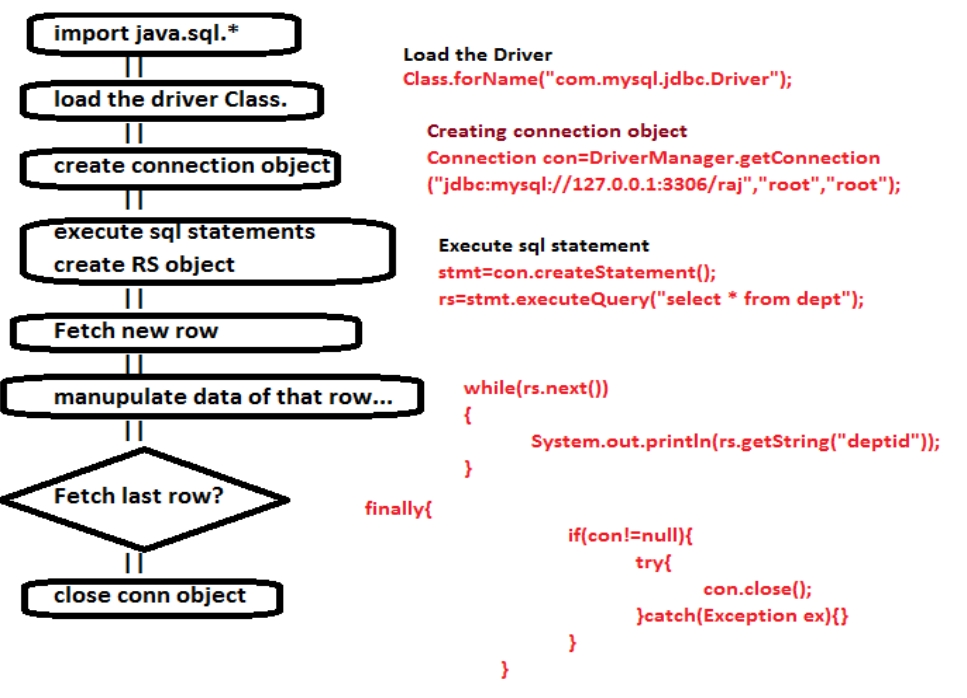 import java.sql.*
load the driver Class.
create connection object
execute sql statements
create RS object
Fetch new row
manupulate data of that row...
Fetch last row?
close conn object
Load the Driver
Class.forName("com.mysql.jdbc.Driver");
Creating connection object
Connection con=DriverManager.getConnection
("jdbc:mysql://127.0.0.1:3306/raj","root","root");
Execute sql statement
stmt=con.createStatement();
rs=stmt.executeQuery("select * from dept");
while(rs.next())
{
System.out.println(rs.getString("deptid"));
}
finally{
if(con!=null){
try{
con.close();
}catch(Exception ex){}
}
}